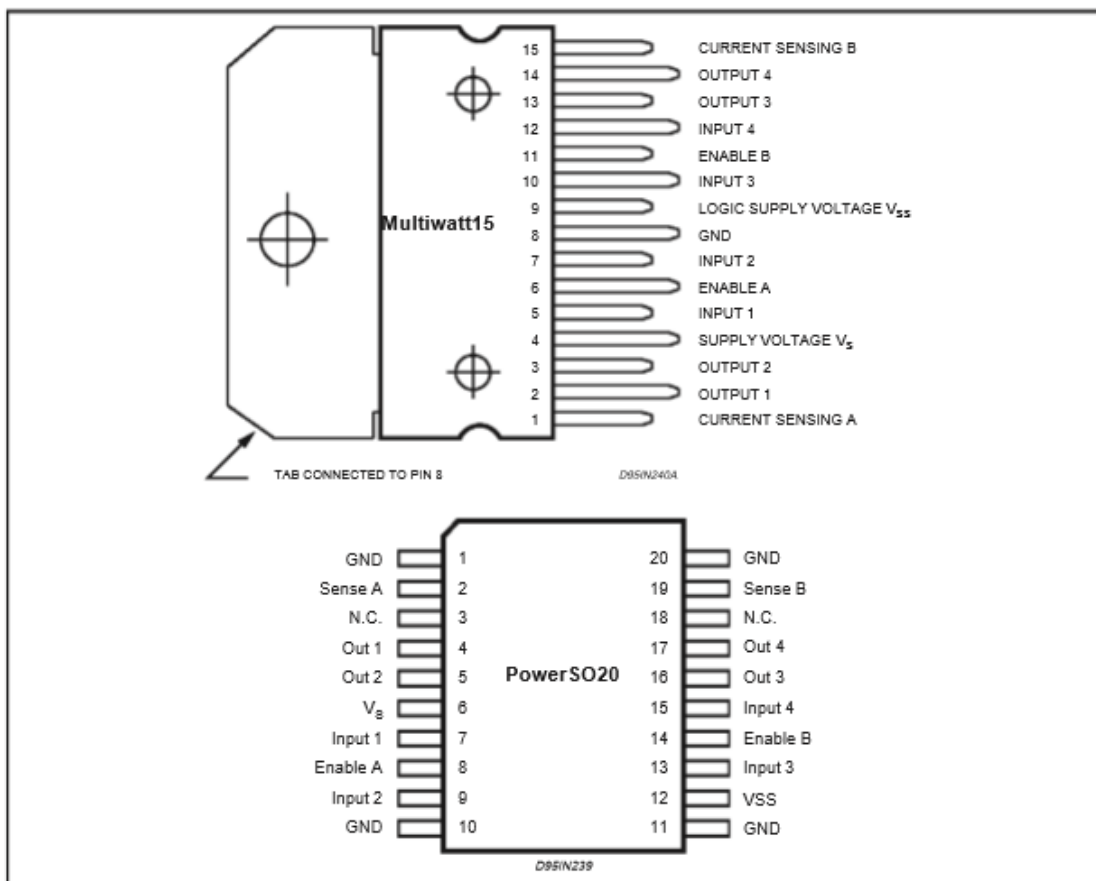 15 CURRENT SENSING B
14 OUTPUT 4
13 OUTPUT 3
12 INPUT 4
11 ENABLE B
10 INPUT 3
9 LOGIC SUPPLY VOLTAGE VSS
Multiwatt15
8 GND
7 INPUT 2
6 ENABLE A
5 INPUT 1
4 SUPPLY VOLTAGE VS
3 OUTPUT 2
2 OUTPUT 1
1 CURRENT SENSING A
TAB CONNECTED TO PIN 8
D95IN240A
GND 1 20 GND
Sense A 2 19 Sense B
N.C. 3 18 N.C.
Out 1 4 17 Out 4
Out 2 5 PowerSO20 16 Out 3
VS 6 15 Input 4
Input 1 7 14 Enable B
Enable A 8 13 Input 3
Input 2 9 12 VSS
GND 10 11 GND
D95IN239